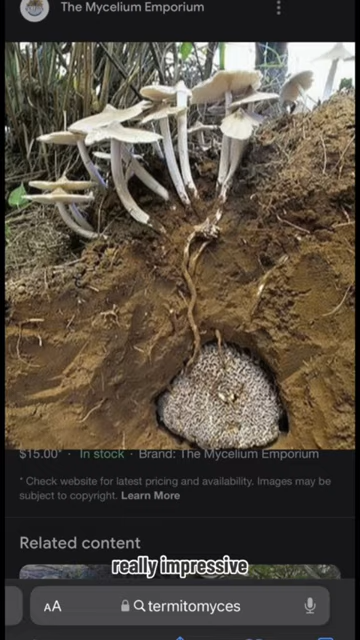 The Mycelium Emporium
$15.00* · In stock · Brand: The Mycelium Emporium
* Check website for latest pricing and availability. Images may be
subject to copyright. Learn More
Related content
really impressive
AA termitomyces